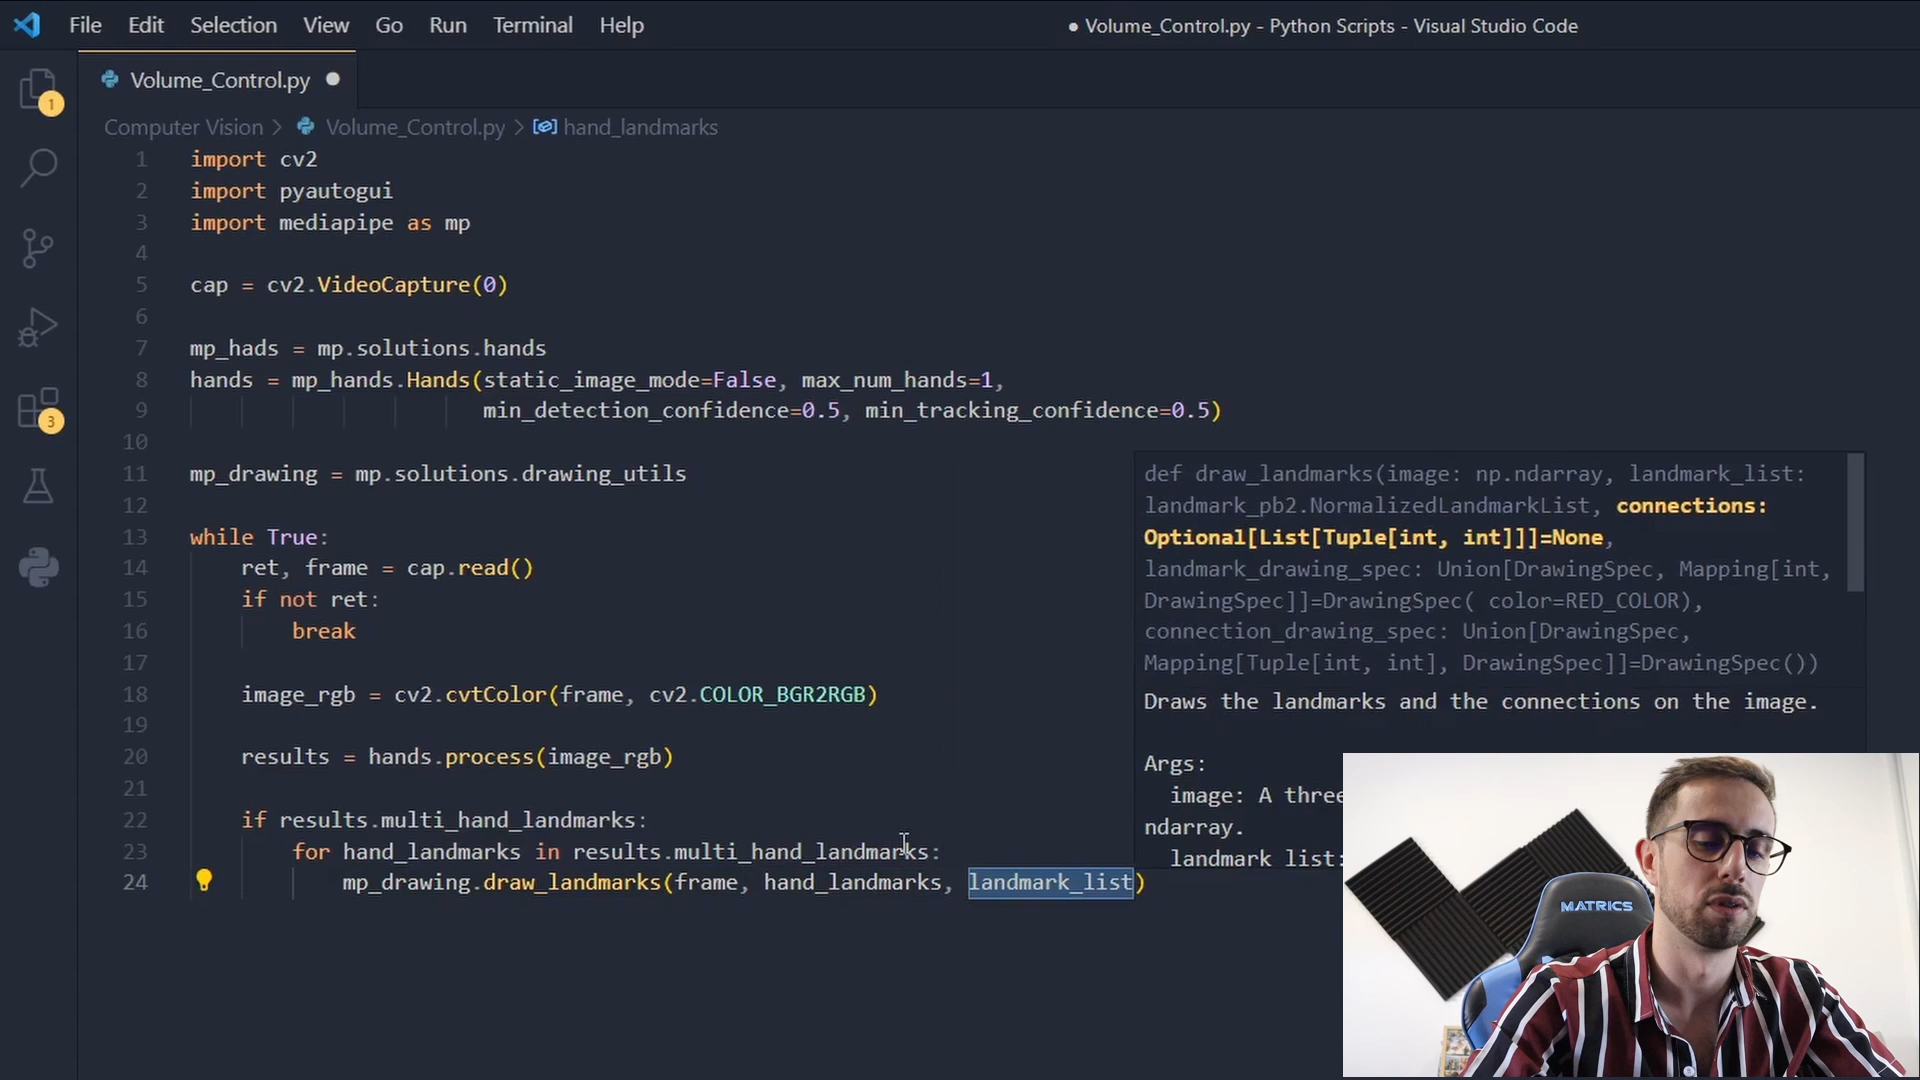 File Edit Selection View Go Run Terminal Help
● Volume_Control.py - Python Scripts - Visual Studio Code
Volume_Control.py ●
Computer Vision > Volume_Control.py > hand_landmarks
1
3
1 import cv2
2 import pyautogui
3 import mediapipe as mp
4
5 cap = cv2.VideoCapture(0)
6
7 mp_hads = mp.solutions.hands
8 hands = mp_hands.Hands(static_image_mode=False, max_num_hands=1,
9 min_detection_confidence=0.5, min_tracking_confidence=0.5)
10
11 mp_drawing = mp.solutions.drawing_utils
12
13 while True:
14 ret, frame = cap.read()
15 if not ret:
16 break
17
18 image_rgb = cv2.cvtColor(frame, cv2.COLOR_BGR2RGB)
19
20 results = hands.process(image_rgb)
21
22 if results.multi_hand_landmarks:
23 for hand_landmarks in results.multi_hand_landmarks:
24 mp_drawing.draw_landmarks(frame, hand_landmarks, landmark_list)
def draw_landmarks(image: np.ndarray, landmark_list:
landmark_pb2.NormalizedLandmarkList, connections:
Optional[List[Tuple[int, int]]]=None,
landmark_drawing_spec: Union[DrawingSpec, Mapping[int,
DrawingSpec]]=DrawingSpec( color=RED_COLOR),
connection_drawing_spec: Union[DrawingSpec,
Mapping[Tuple[int, int], DrawingSpec]]=DrawingSpec())
Draws the landmarks and the connections on the image.
Args:
image: A three
ndarray.
landmark list:
MATRICS